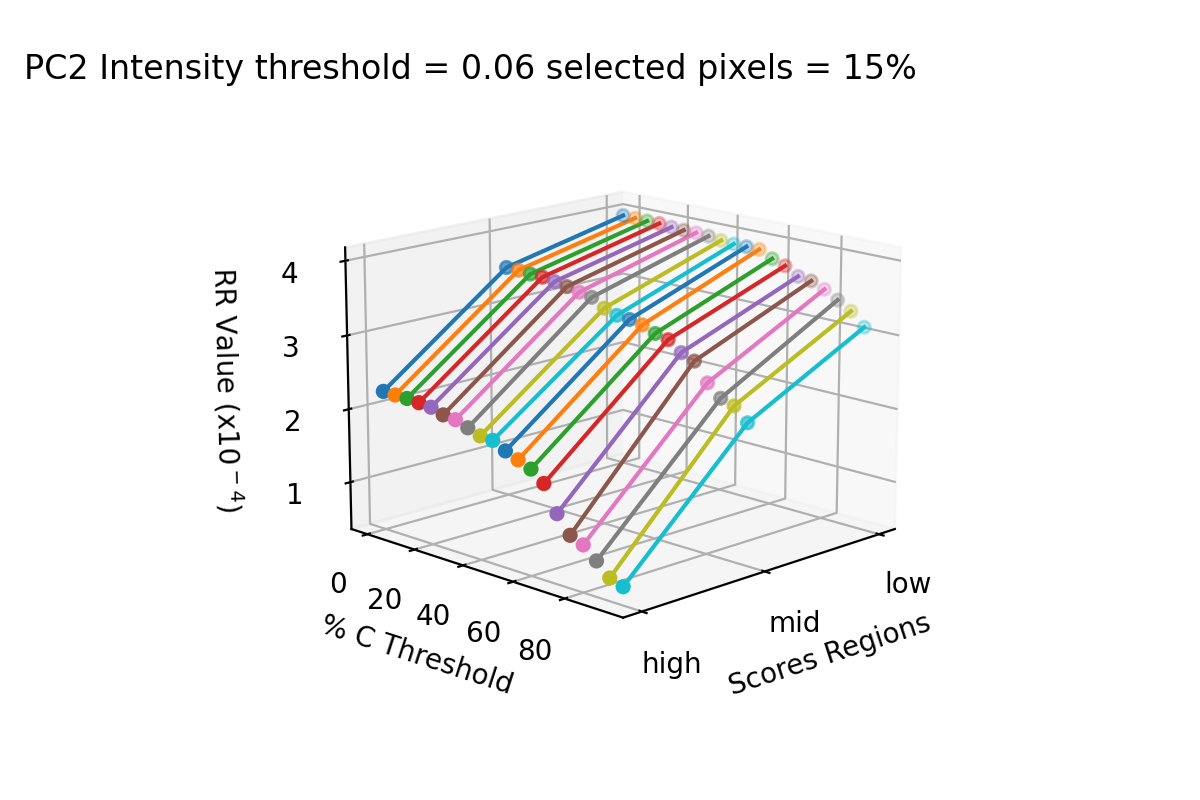 PC2 Intensity threshold = 0.06 selected pixels = 15%
RR Value (x10⁻⁴)
4
3
2
1
0
20
40
60
80
% C Threshold
high
mid
low
Scores Regions